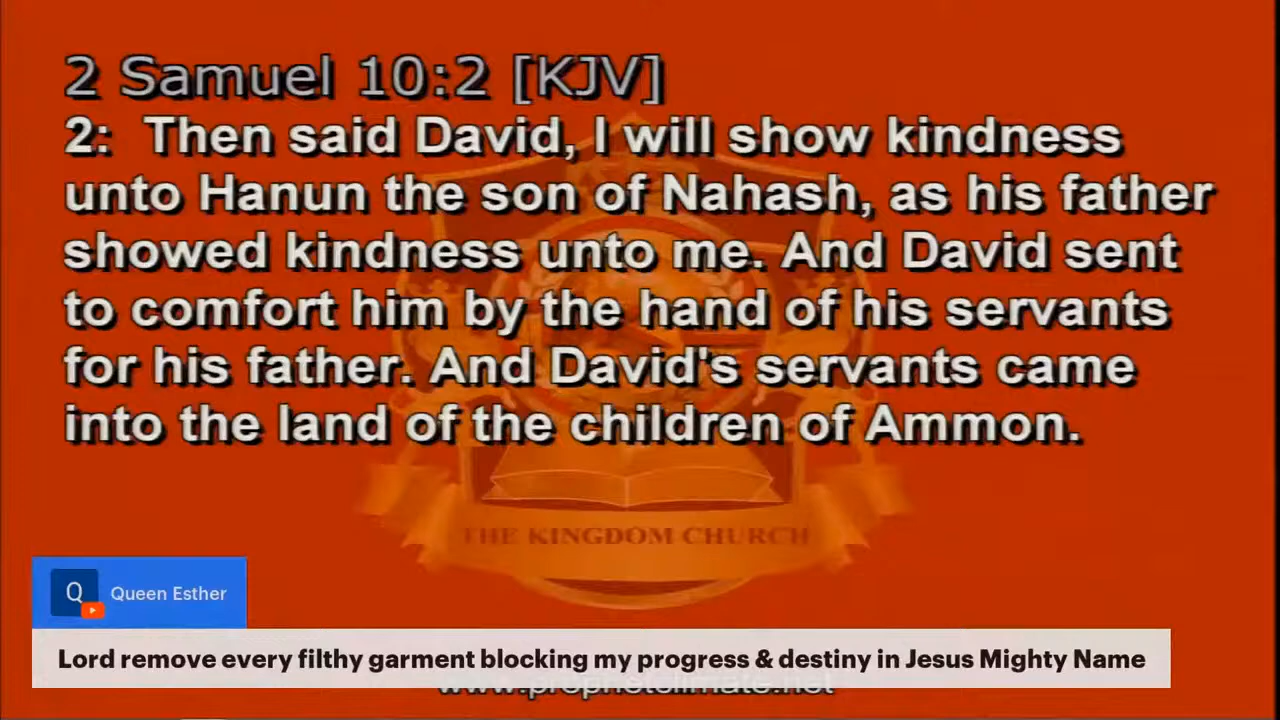 2 Samuel 10:2 [KJV]
2: Then said David, I will show kindness
unto Hanun the son of Nahash, as his father
showed kindness unto me. And David sent
to comfort him by the hand of his servants
for his father. And David's servants came
into the land of the children of Ammon.
THE KINGDOM CHURCH
Q Queen Esther
Lord remove every filthy garment blocking my progress & destiny in Jesus Mighty Name
www.prophetclimate.net